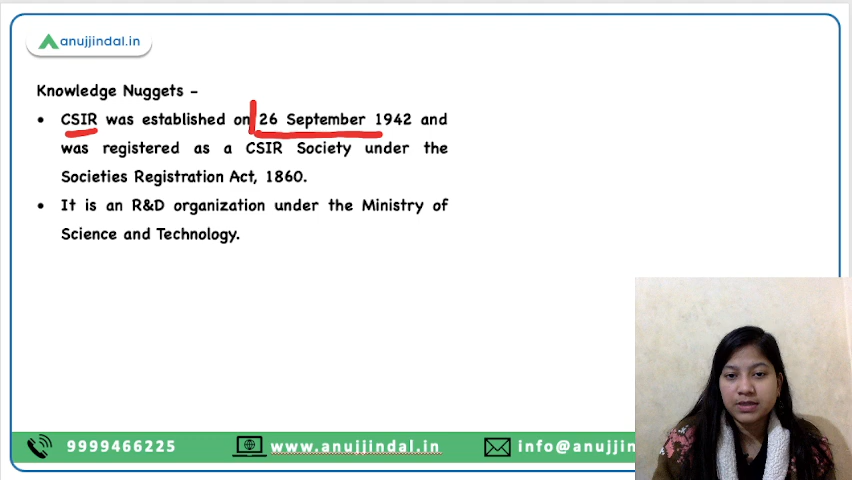 anujjindal.in
Knowledge Nuggets –
• CSIR was established on 26 September 1942 and
was registered as a CSIR Society under the
Societies Registration Act, 1860.
• It is an R&D organization under the Ministry of
Science and Technology.
9999466225 www.anujjindal.in info@anujjin